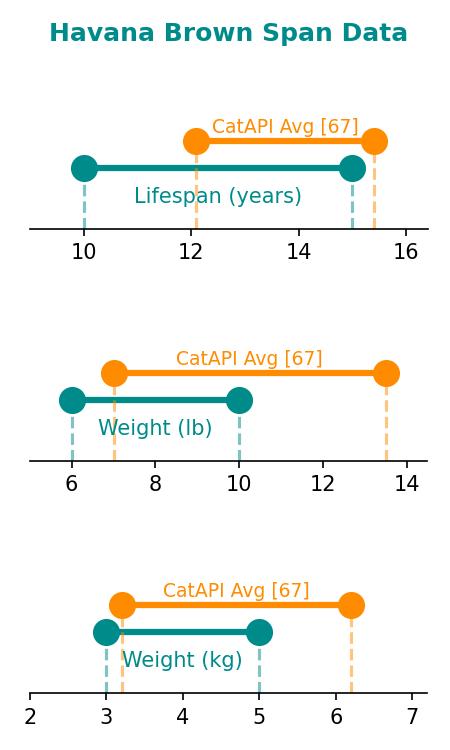 Havana Brown Span Data
CatAPI Avg [67]
Lifespan (years)
10 12 14 16
CatAPI Avg [67]
Weight (lb)
6 8 10 12 14
CatAPI Avg [67]
Weight (kg)
2 3 4 5 6 7